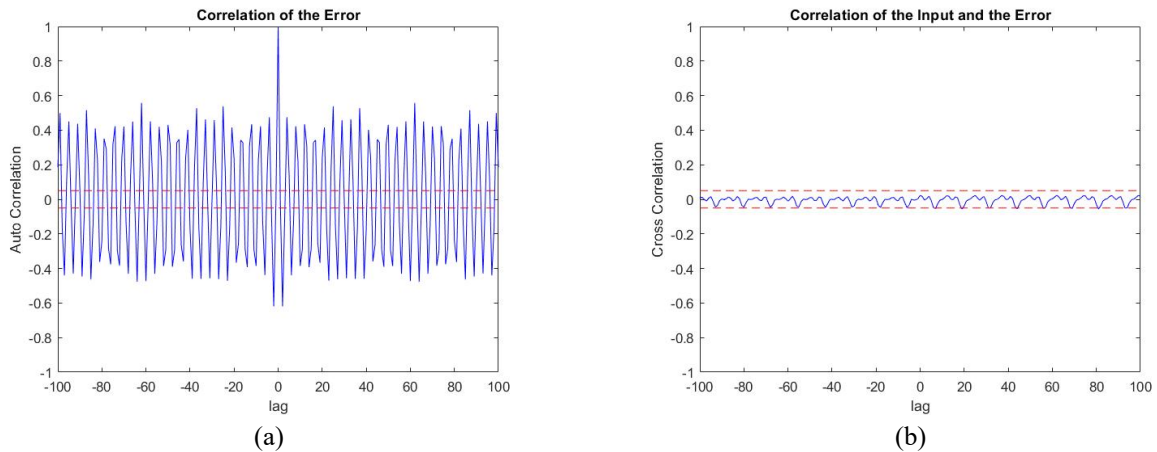 Correlation of the Error
Auto Correlation
1
0.8
0.6
0.4
0.2
0
-0.2
-0.4
-0.6
-0.8
-1
-100 -80 -60 -40 -20 0 20 40 60 80 100
lag
(a)
Correlation of the Input and the Error
Cross Correlation
1
0.8
0.6
0.4
0.2
0
-0.2
-0.4
-0.6
-0.8
-1
-100 -80 -60 -40 -20 0 20 40 60 80 100
lag
(b)